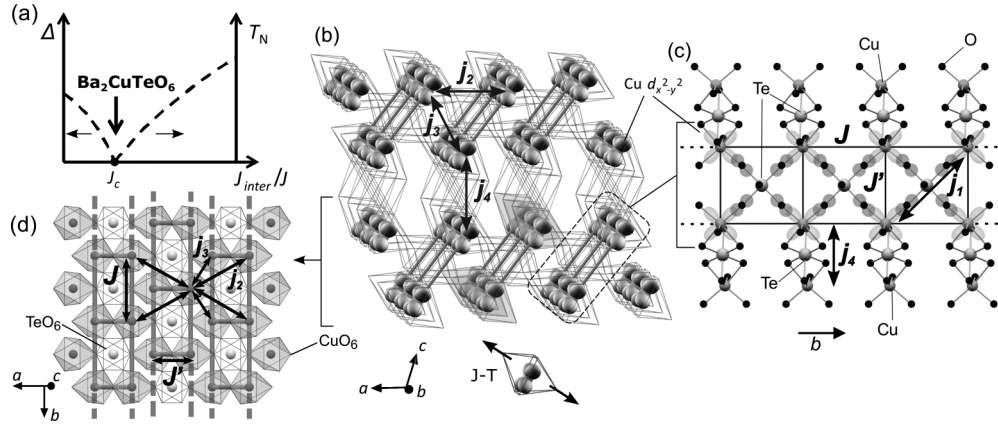 (a)
Δ
T_N
Ba₂CuTeO₆
J_c
J_inter/J
(b)
j₂
j₃
j₄
Cu d_x²-y²
J-T
a
b
c
(c)
Cu
O
Te
J
J'
j₁
j₄
Te
Cu
b
(d)
j₃
J
j₂
TeO₆
CuO₆
J'
a
c
b